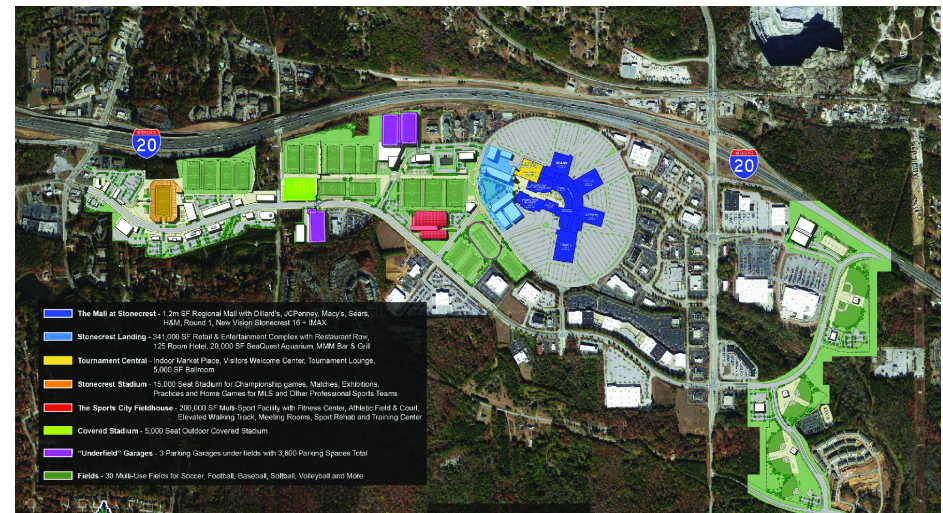 20
20
SEARS
The Mall at Stonecrest - 1.2m SF Regional Mall with Dillard's, JCPenney, Macy's, Sears,
H&M, Round 1, New Vision Stonecrest 16 + IMAX
Stonecrest Landing - 341,000 SF Retail & Entertainment Complex with Restaurant Row,
125 Room Hotel, 20,000 SF SeaQuest Aquarium, MMM Bar & Grill
Tournament Central - Indoor Market Place, Visitors Welcome Center, Tournament Lounge,
5,000 SF Ballroom
Stonecrest Stadium - 15,000 Seat Stadium for Championship games, Matches, Exhibitions,
Practices and Home Games for MLS and Other Professional Sports Teams
The Sports City Fieldhouse - 200,000 SF Multi-Sport Facility with Fitness Center, Athletic Field & Court,
Elevated Walking Track, Meeting Rooms, Sport Rehab and Training Center
Covered Stadium - 5,000 Seat Outdoor Covered Stadium
"Underfield" Garages - 3 Parking Garages under fields with 3,600 Parking Spaces Total
Fields - 30 Multi-Use Fields for Soccer, Football, Baseball, Softball, Volleyball and More